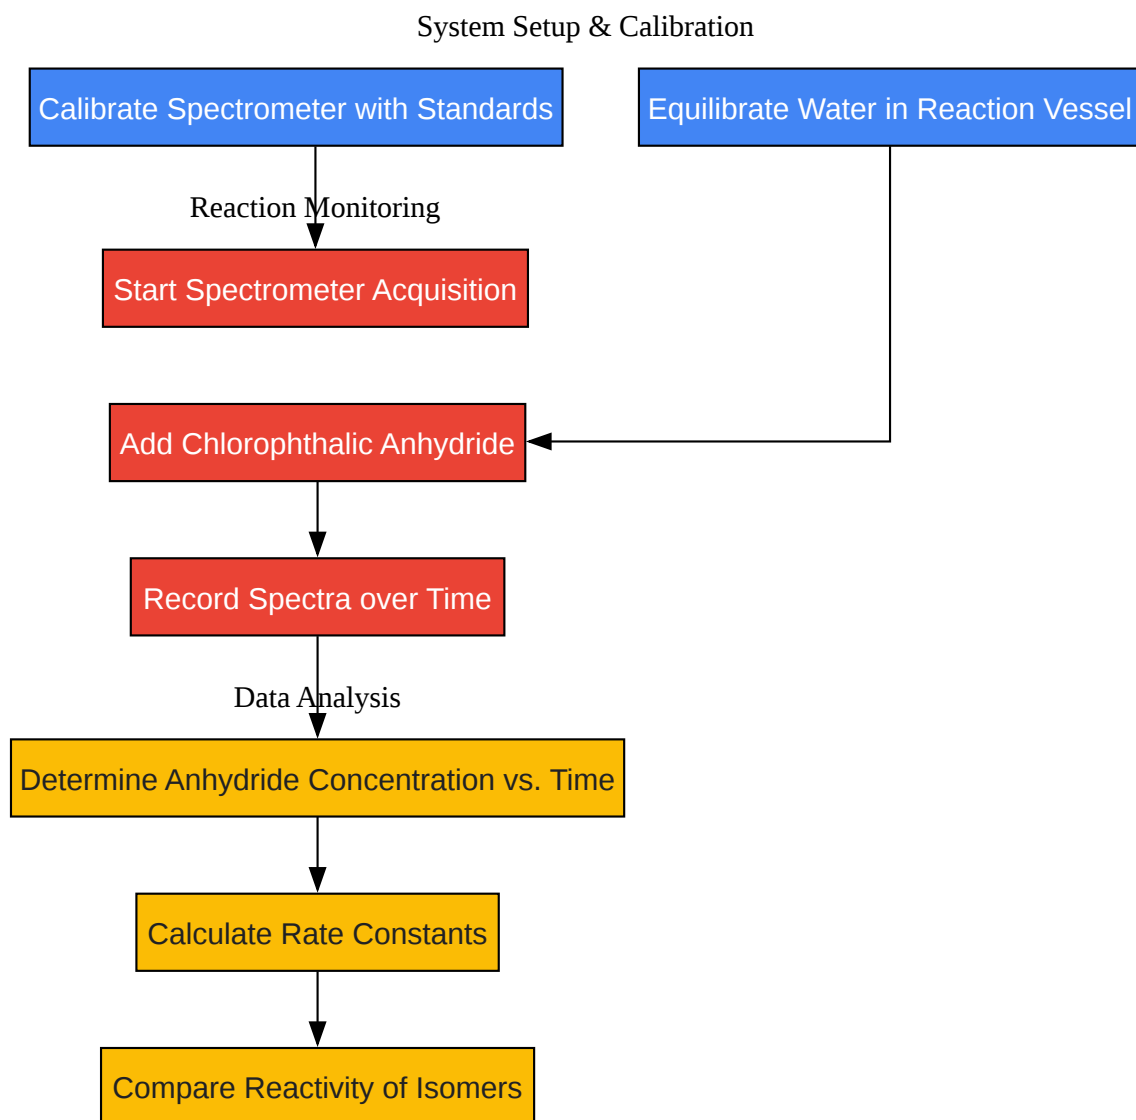 System Setup & Calibration
Calibrate Spectrometer with Standards
Equilibrate Water in Reaction Vessel
Reaction Monitoring
Start Spectrometer Acquisition
Add Chlorophthalic Anhydride
Record Spectra over Time
Data Analysis
Determine Anhydride Concentration vs. Time
Calculate Rate Constants
Compare Reactivity of Isomers